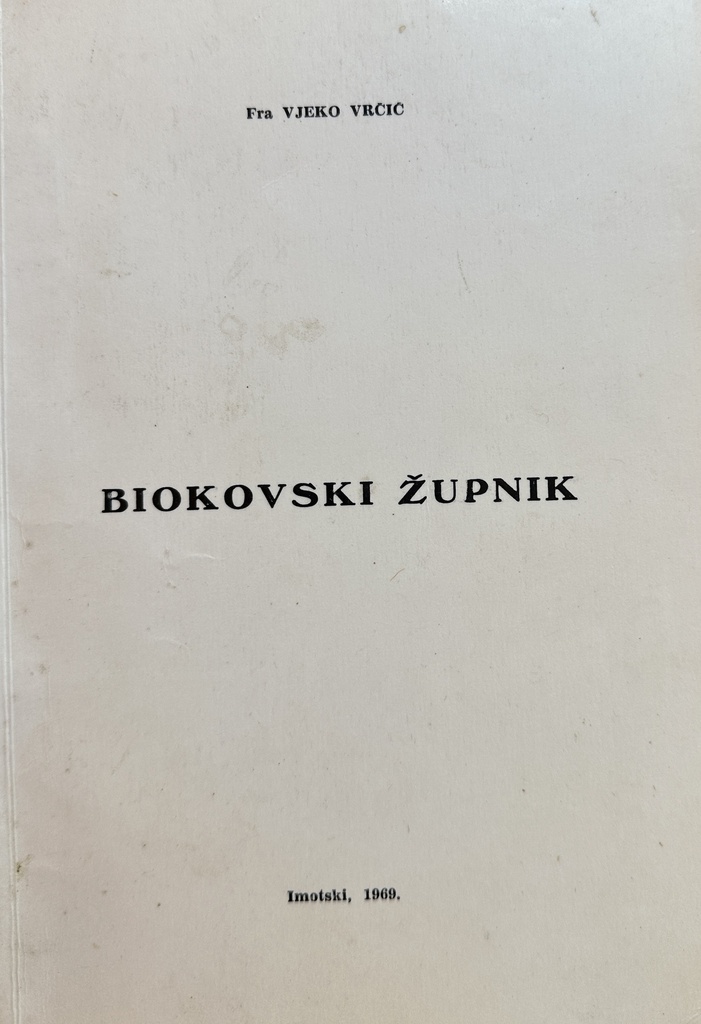 Fra VJEKO VRČIĆ
BIOKOVSKI ŽUPNIK
Imotski, 1969.